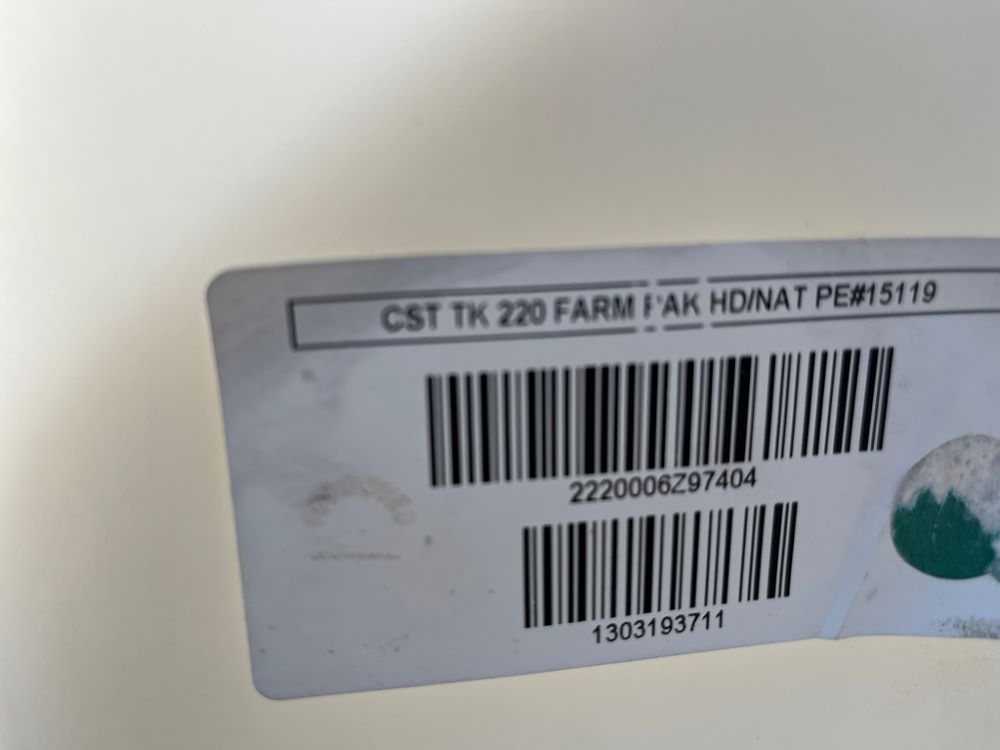 CST TK 220 FARM PAK HD/NAT PE#15119
2220006Z97404
1303193711